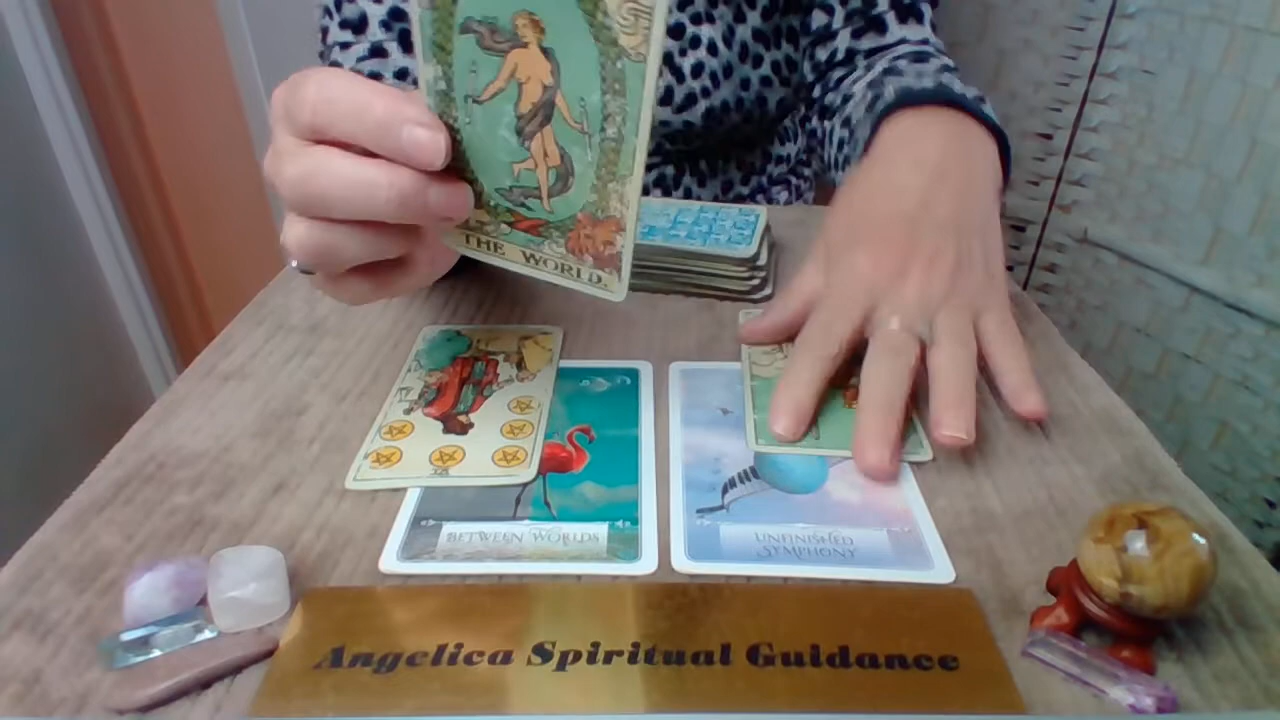 THE WORLD.
BETWEEN WORLDS
UNFINISHED
SYMPHONY
Angelica Spiritual Guidance